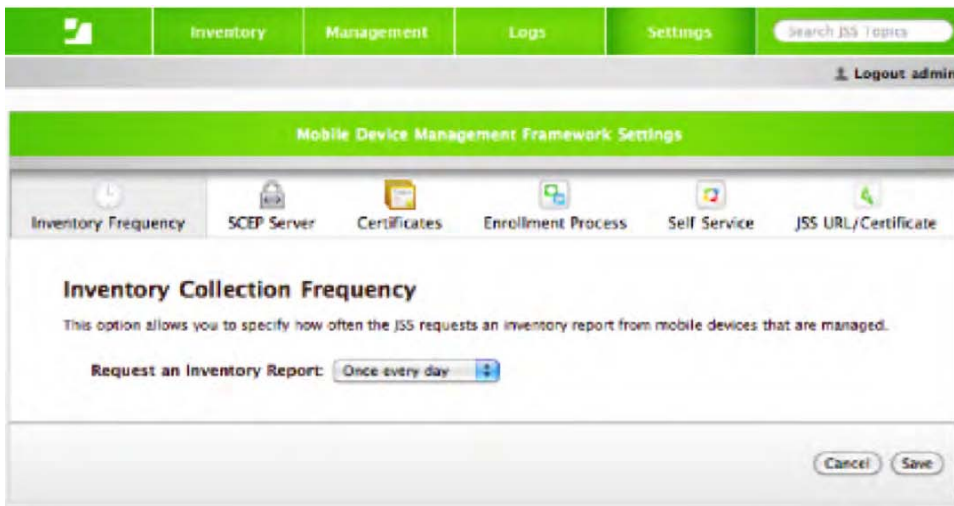 Inventory Management Logs Settings Search JSS Topics
Logout admin
Mobile Device Management Framework Settings
Inventory Frequency SCEP Server Certificates Enrollment Process Self Service JSS URL/Certificate
Inventory Collection Frequency
This option allows you to specify how often the JSS requests an inventory report from mobile devices that are managed.
Request an Inventory Report: Once every day
Cancel Save